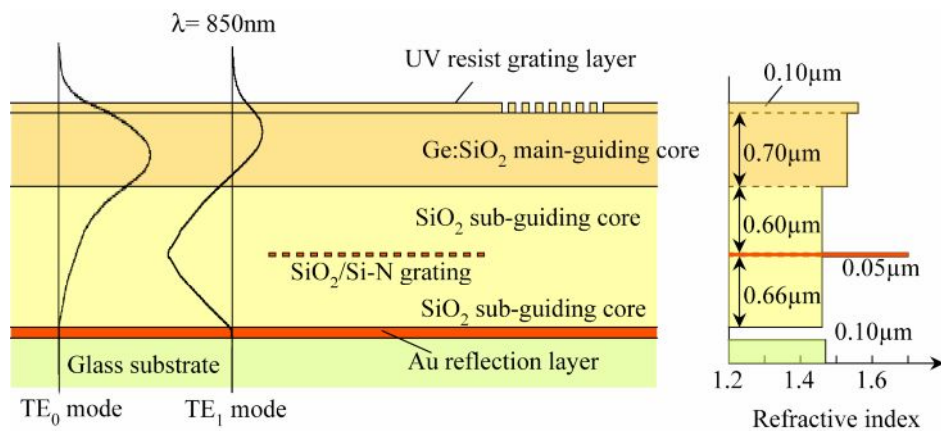 λ= 850nm
UV resist grating layer
0.10μm
Ge:SiO2 main-guiding core
0.70μm
SiO2 sub-guiding core
0.60μm
SiO2/Si-N grating
0.05μm
SiO2 sub-guiding core
0.66μm
0.10μm
Glass substrate
Au reflection layer
1.2 1.4 1.6
TE0 mode TE1 mode
Refractive index